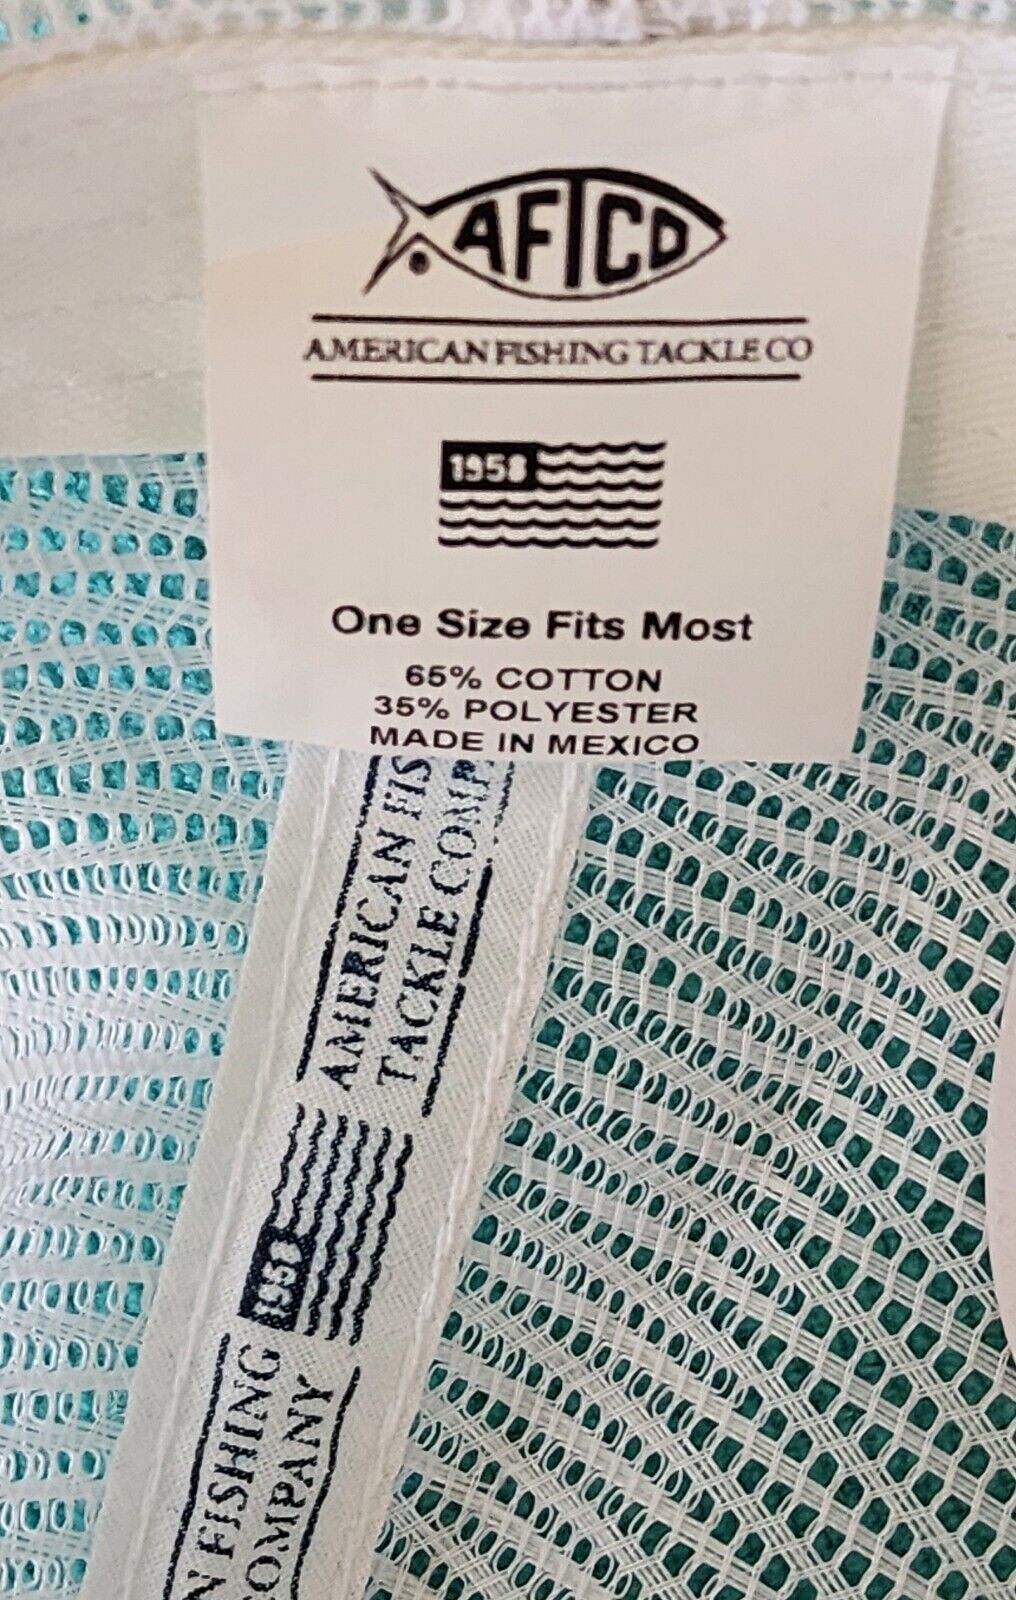 AFTCO
AMERICAN FISHING TACKLE CO
1958
One Size Fits Most
65% COTTON
35% POLYESTER
MADE IN MEXICO
AMERICAN FIS
TACKLE COMP
N FISHING
COMPANY